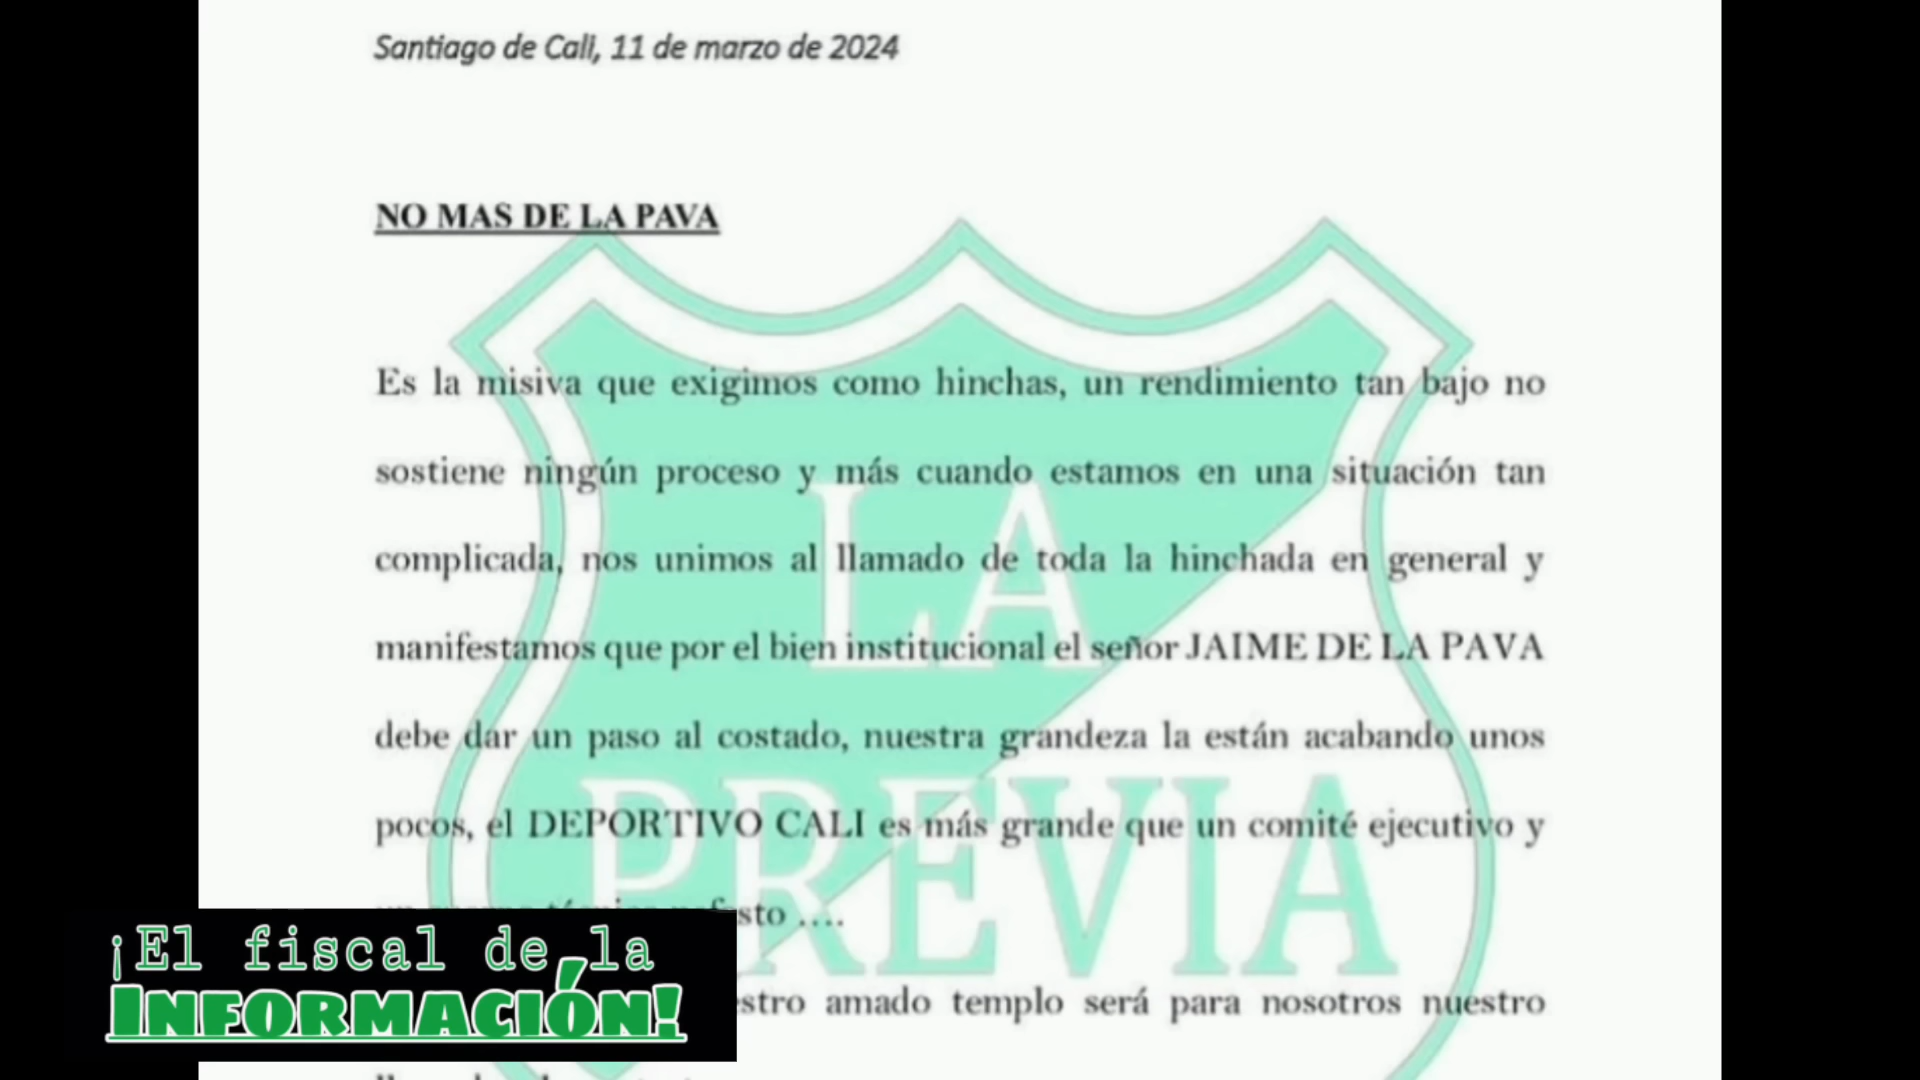 Santiago de Cali, 11 de marzo de 2024
NO MAS DE LA PAVA
Es la misiva que exigimos como hinchas, un rendimiento tan bajo no
sostiene ningún proceso y más cuando estamos en una situación tan
complicada, nos unimos al llamado de toda la hinchada en general y
manifestamos que por el bien institucional el señor JAIME DE LA PAVA
debe dar un paso al costado, nuestra grandeza la están acabando unos
pocos, el DEPORTIVO CALI es más grande que un comité ejecutivo y
sto ....
estro amado templo será para nosotros nuestro
LA
PREVIA
¡El fiscal de la
INFORMACIÓN!